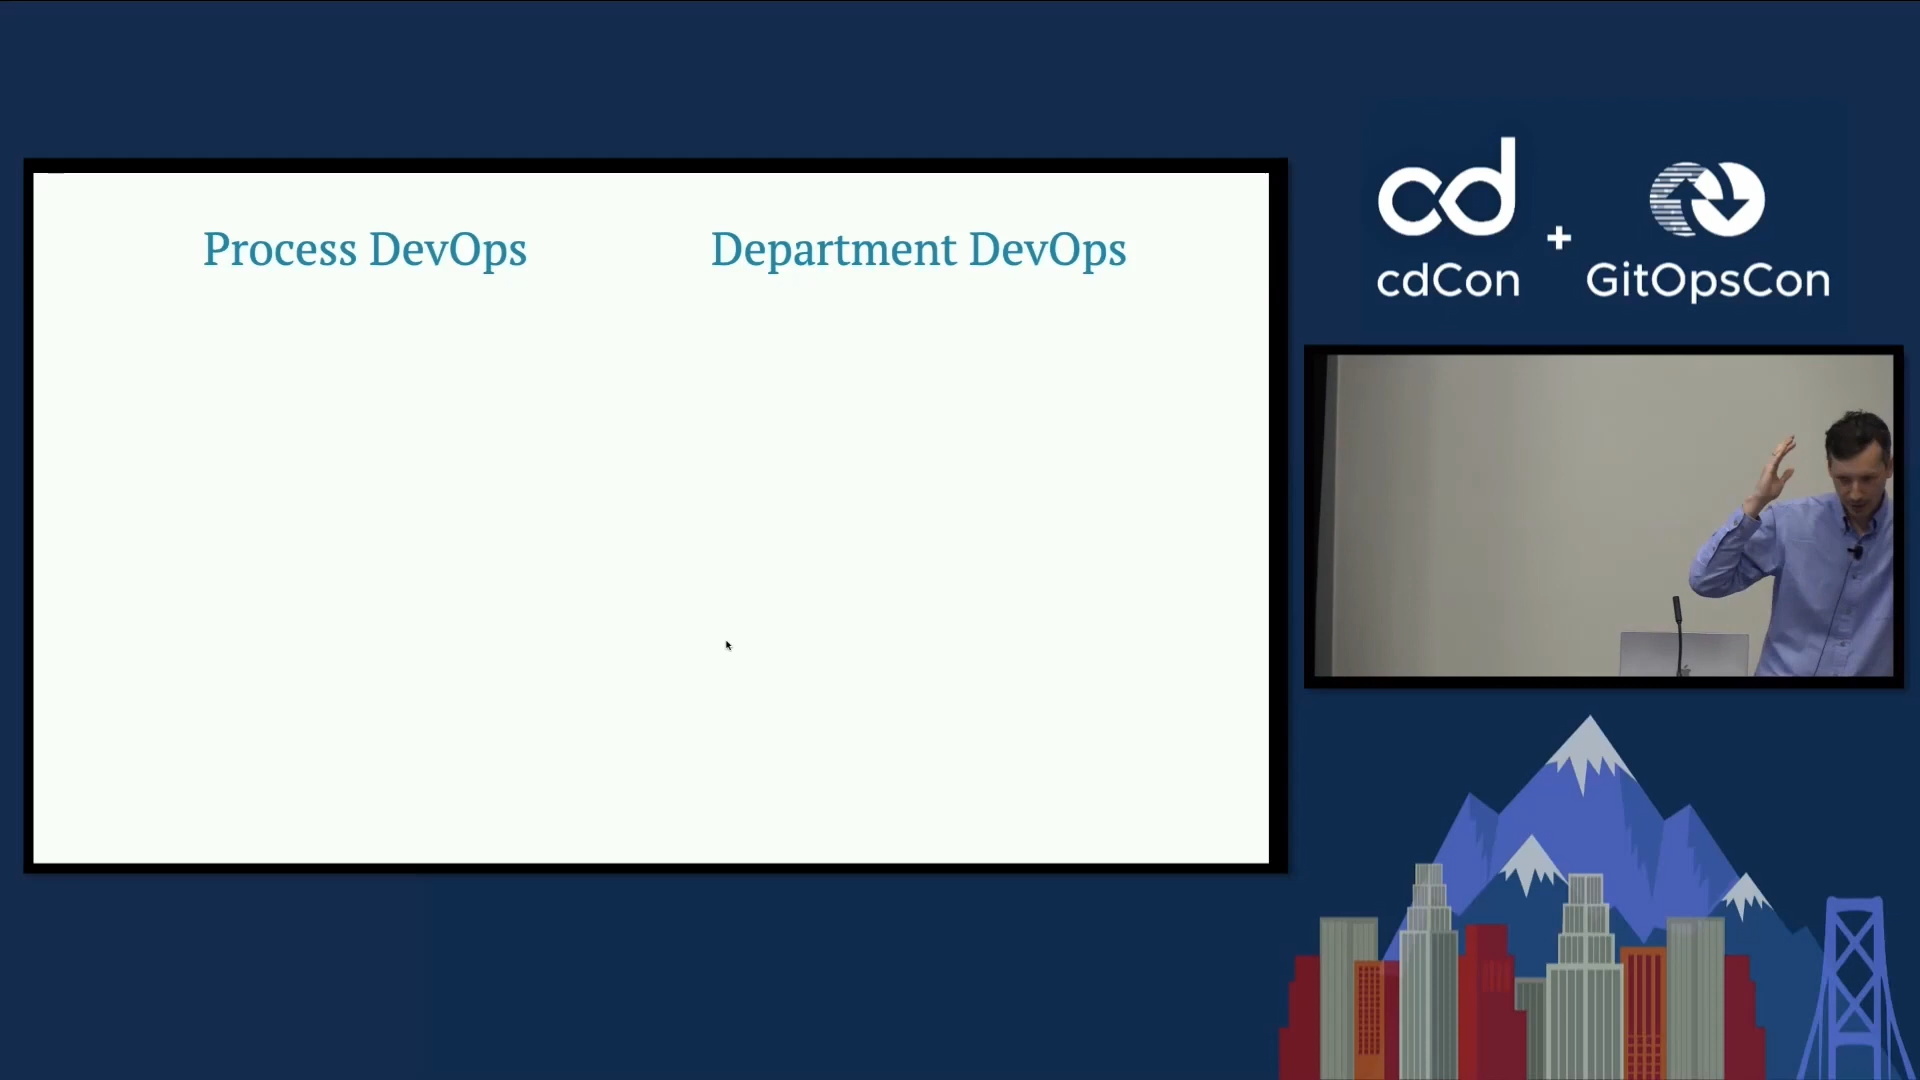 Process DevOps
Department DevOps
cd
cdCon
+
GitOpsCon